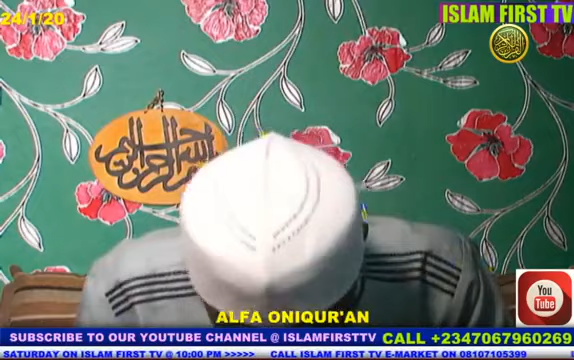 24/1/20
ISLAM FIRST TV
بسم الله الرحمن الرحيم
ALFA ONIQUR'AN
You
Tube
SUBSCRIBE TO OUR YOUTUBE CHANNEL @ ISLAMFIRSTTV
CALL +2347067960269
SATURDAY ON ISLAM FIRST TV @ 10:00 PM >>>>>
CALL ISLAM FIRST TV E-MARKET ON 08107105399